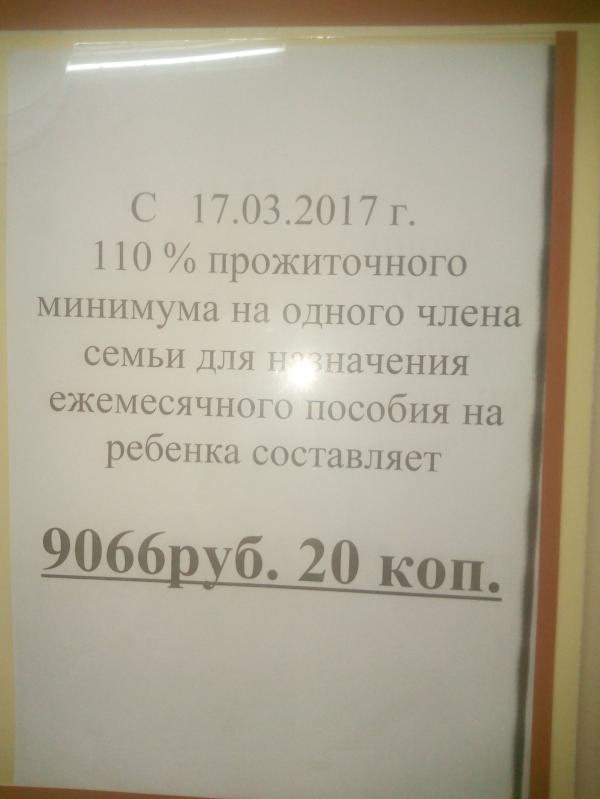 С 17.03.2017 г.
110 % прожиточного
минимума на одного члена
семьи для назначения
ежемесячного пособия на
ребенка составляет
9066руб. 20 коп.